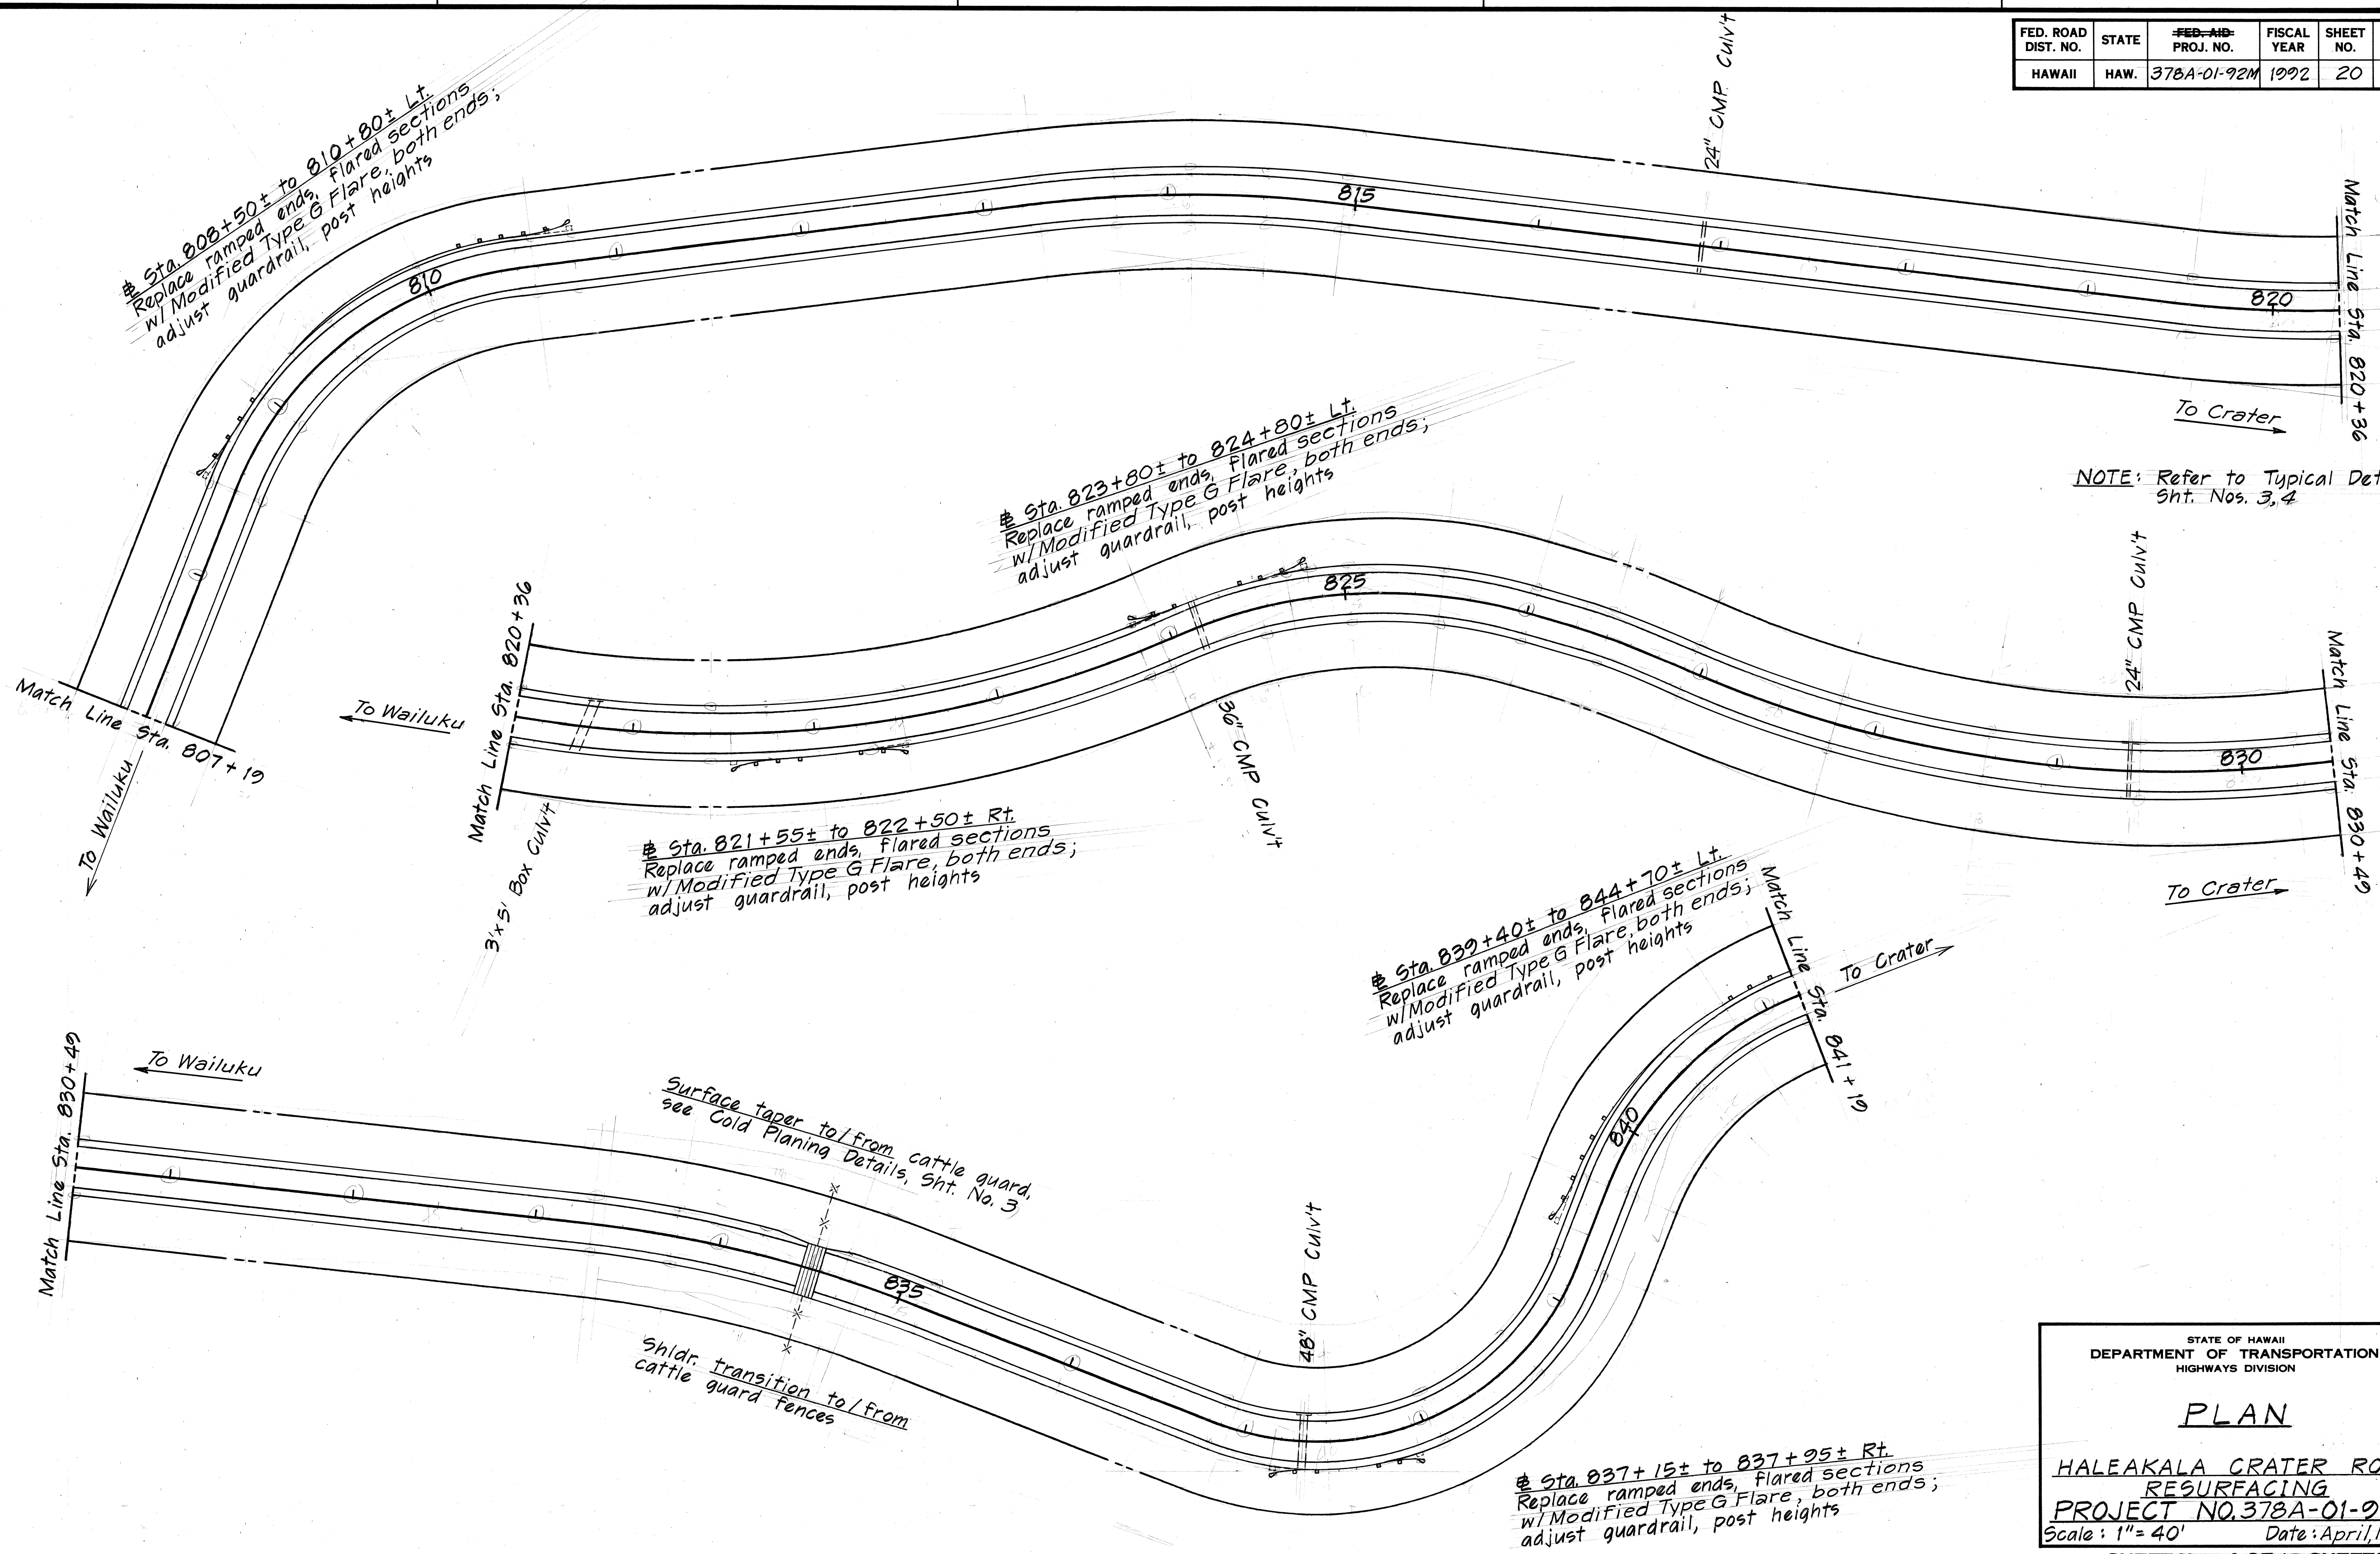 FED. ROAD DIST. NO. STATE FED. AID PROJ. NO. FISCAL YEAR SHEET NO.
HAWAII HAW. 378A-01-92M 1992 20
℄ Sta. 808+50± to 810+80± Lt.
Replace ramped ends, flared sections
w/Modified Type G Flare, both ends;
adjust guardrail, post heights
24" CMP Culv't
810
815
820
Match Line Sta. 820+36
To Crater
Match Line Sta. 807+19
To Wailuku
NOTE: Refer to Typical
Sht. Nos. 3,4
℄ Sta. 823+80± to 824+80± Lt.
Replace ramped ends, flared sections
w/Modified Type G Flare, both ends;
adjust guardrail, post heights
Match Line Sta. 820+36
To Wailuku
825
830
24" CMP Culv't
36" CMP Culv't
3'x5' Box Culv't
Match Line Sta. 830+49
To Crater
℄ Sta. 821+55± to 822+50± Rt.
Replace ramped ends, flared sections
w/Modified Type G Flare, both ends;
adjust guardrail, post heights
℄ Sta. 839+40± to 844+70± Lt.
Replace ramped ends, flared sections
w/Modified Type G Flare, both ends;
adjust guardrail, post heights
Match Line Sta. 841+19
To Crater
Match Line Sta. 830+49
To Wailuku
Surface taper to/from cattle guard,
see Cold Planing Details, Sht. No. 3
835
840
Shldr. transition to/from
cattle guard fences
48" CMP Culv't
℄ Sta. 837+15± to 837+95± Rt.
Replace ramped ends, flared sections
w/Modified Type G Flare, both ends;
adjust guardrail, post heights
STATE OF HAWAII
DEPARTMENT OF TRANSPORTATION
HIGHWAYS DIVISION
PLAN
HALEAKALA CRATER
RESURFACING
PROJECT NO. 378A-01-9
Scale: 1"=40' Date: April,